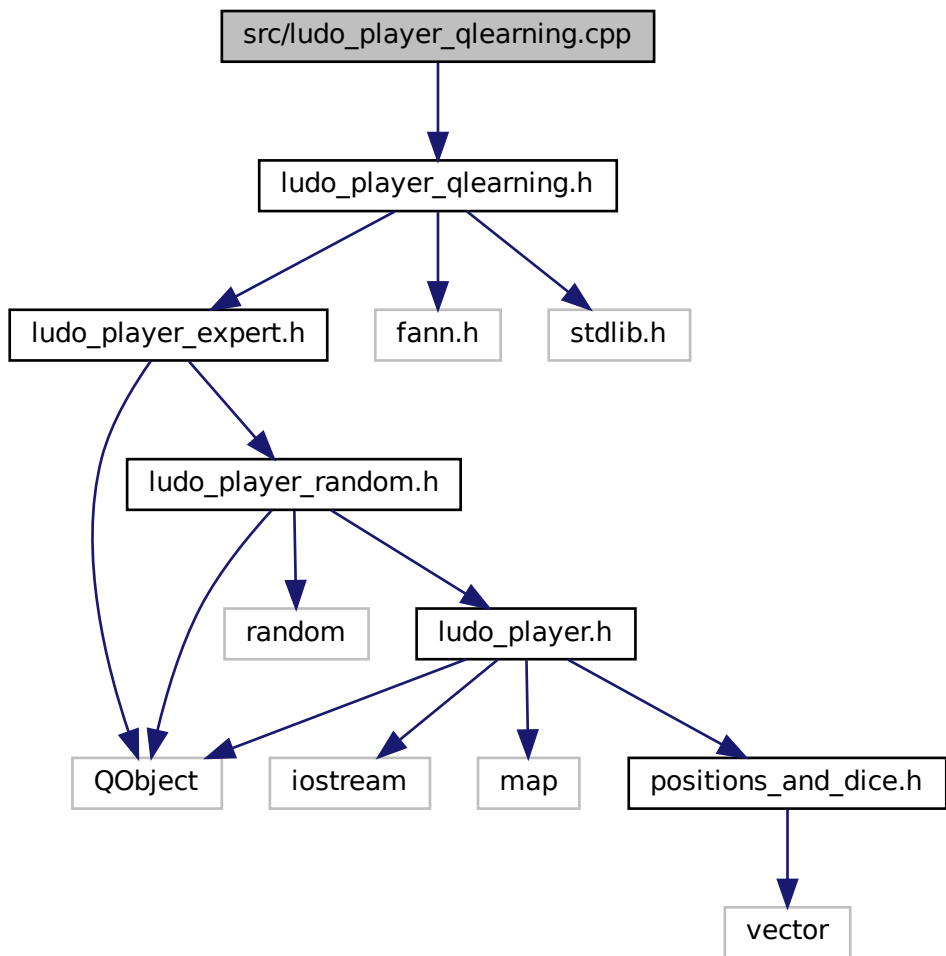 src/ludo_player_qlearning.cpp
ludo_player_qlearning.h
ludo_player_expert.h
fann.h
stdlib.h
ludo_player_random.h
random
ludo_player.h
QObject
iostream
map
positions_and_dice.h
vector